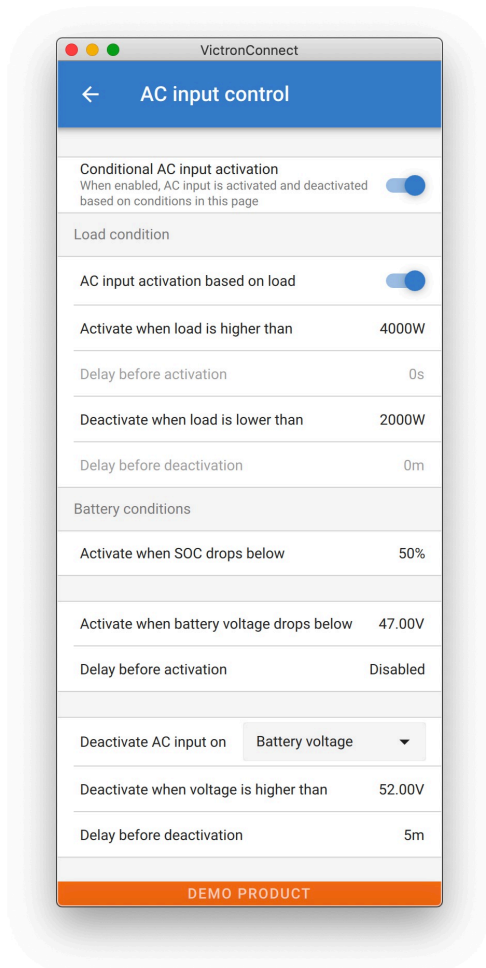 VictronConnect
AC input control
Conditional AC input activation
When enabled, AC input is activated and deactivated
based on conditions in this page
Load condition
AC input activation based on load
Activate when load is higher than 4000W
Delay before activation 0s
Deactivate when load is lower than 2000W
Delay before deactivation 0m
Battery conditions
Activate when SOC drops below 50%
Activate when battery voltage drops below 47.00V
Delay before activation Disabled
Deactivate AC input on Battery voltage
Deactivate when voltage is higher than 52.00V
Delay before deactivation 5m
DEMO PRODUCT